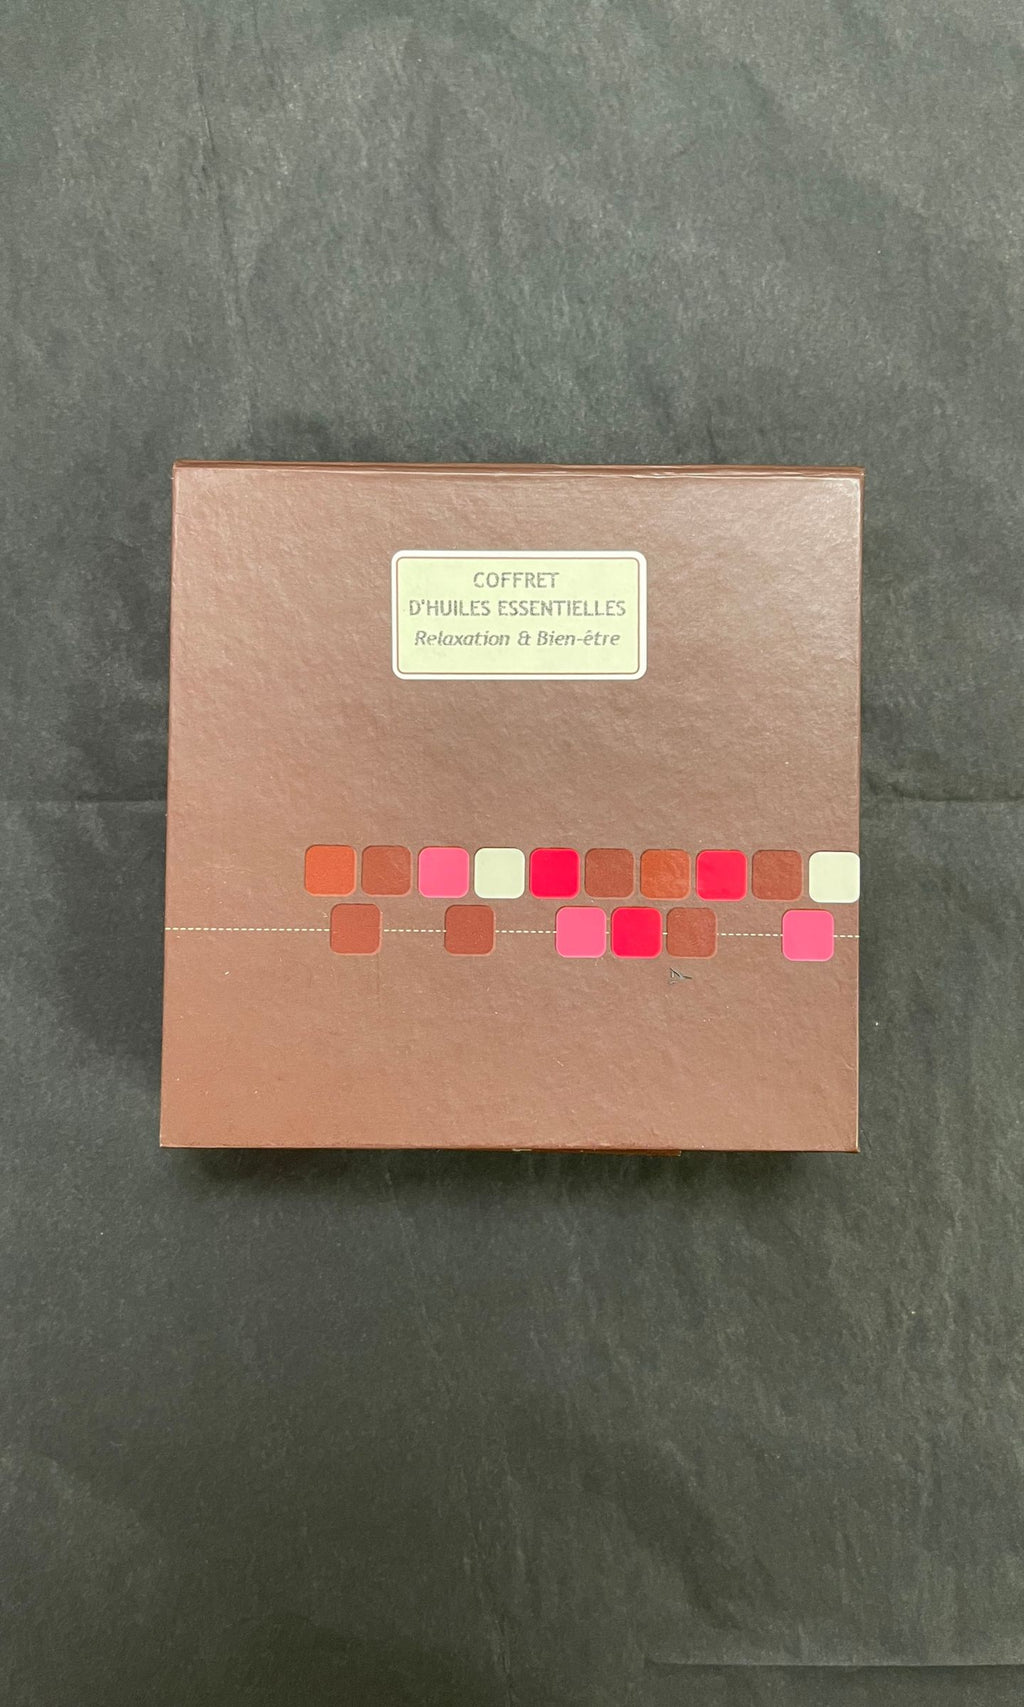 COFFRET
D'HUILES ESSENTIELLES
Relaxation & Bien-être